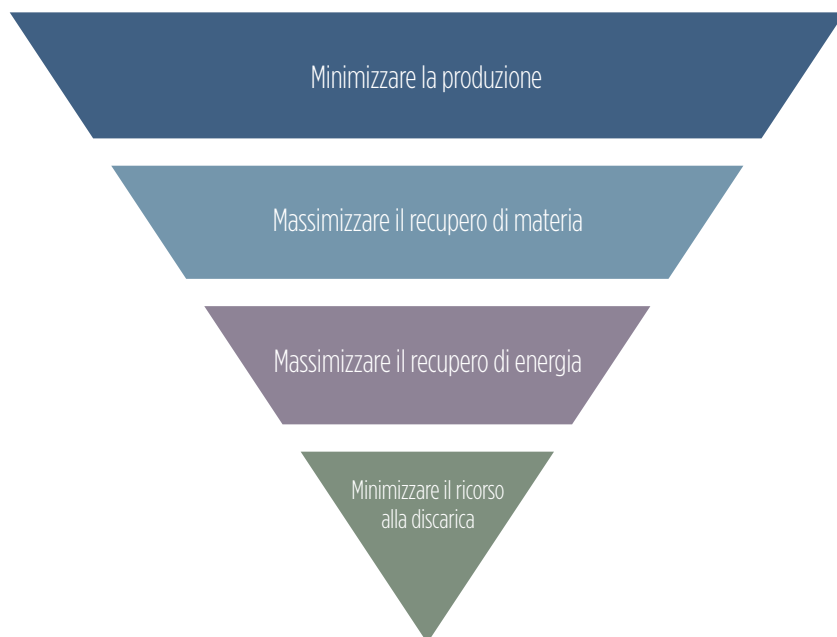 Minimizzare la produzione
Massimizzare il recupero di materia
Massimizzare il recupero di energia
Minimizzare il ricorso
alla discarica